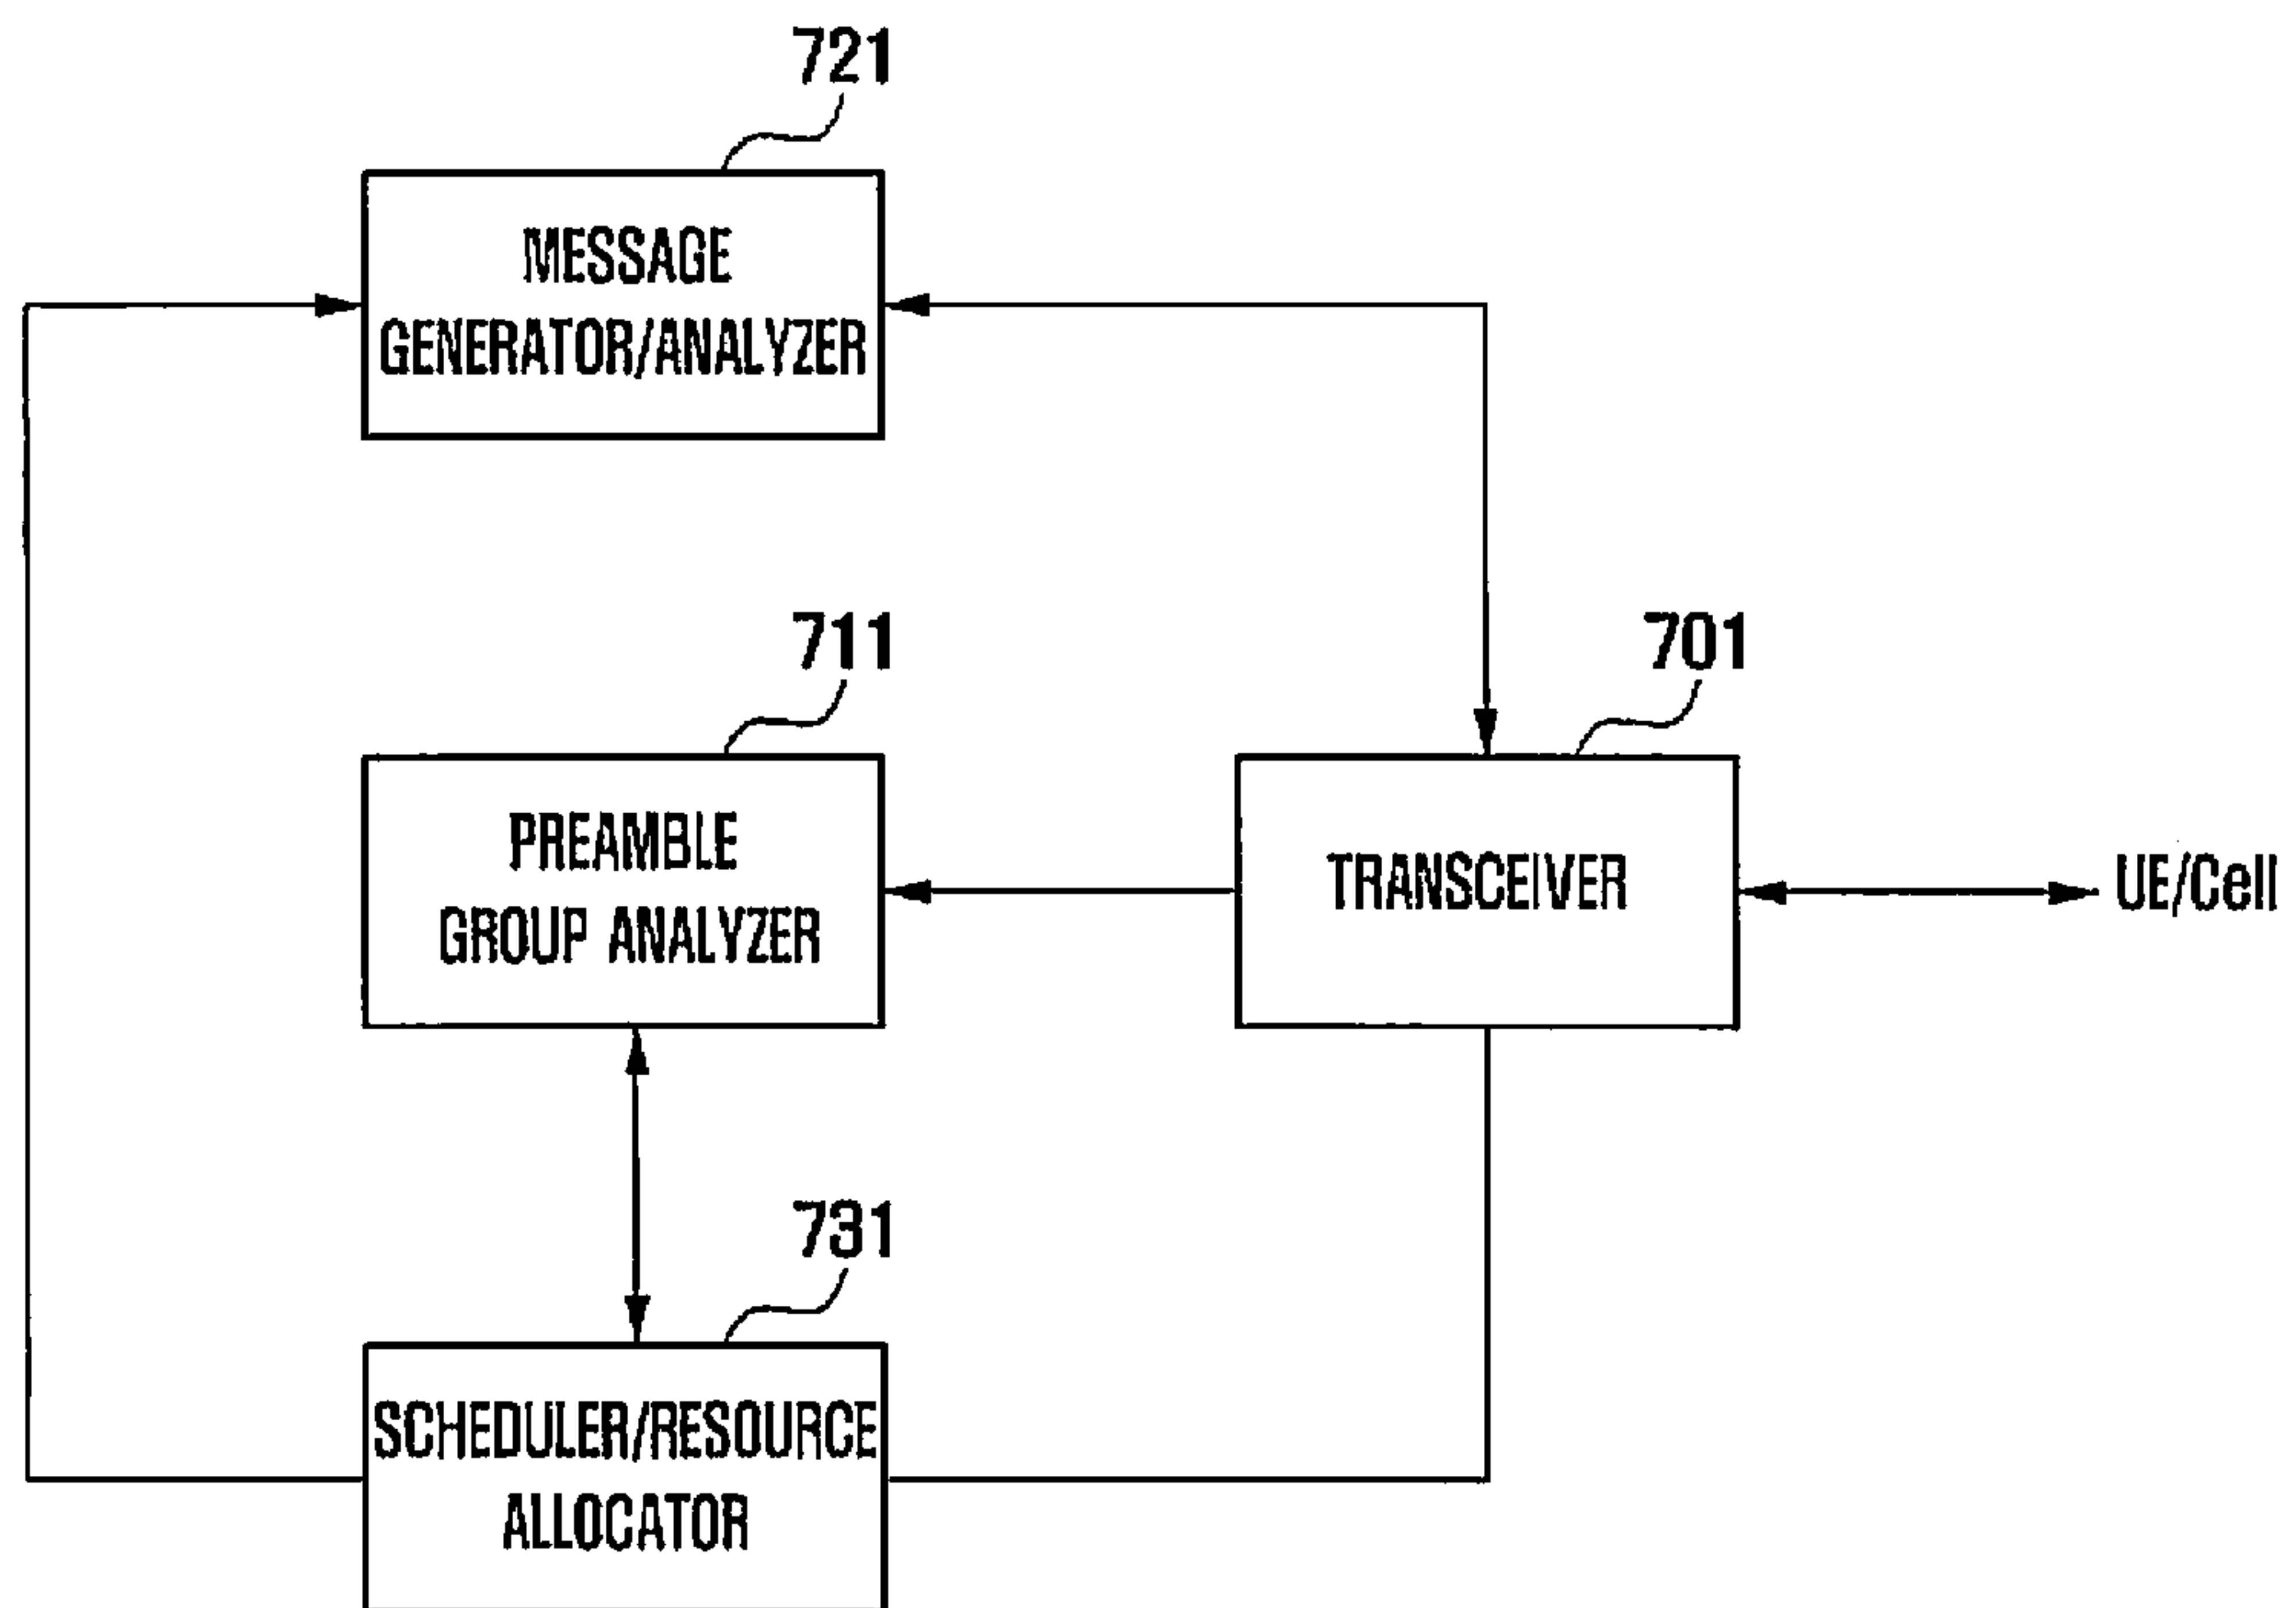 721
MESSAGE
GENERATOR/ANALYZER
711
701
PREAMBLE
GROUP ANALYZER
TRANSCEIVER
UE/Cell
731
SCHEDULER/RESOURCE
ALLOCATOR